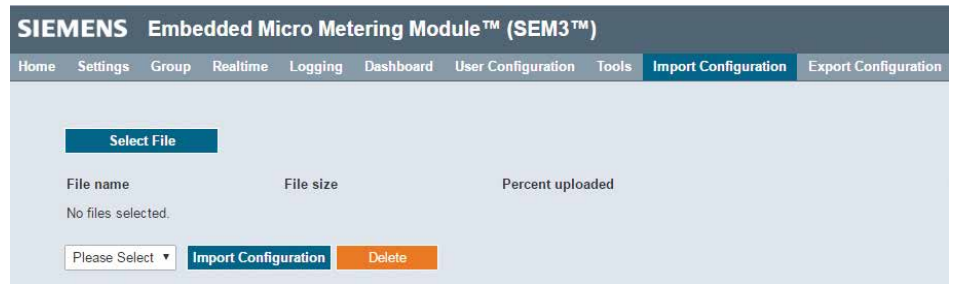 SIEMENS Embedded Micro Metering Module™ (SEM3™)
Home Settings Group Realtime Logging Dashboard User Configuration Tools Import Configuration Export Configuration
Select File
File name File size Percent uploaded
No files selected.
Please Select ▼ Import Configuration Delete